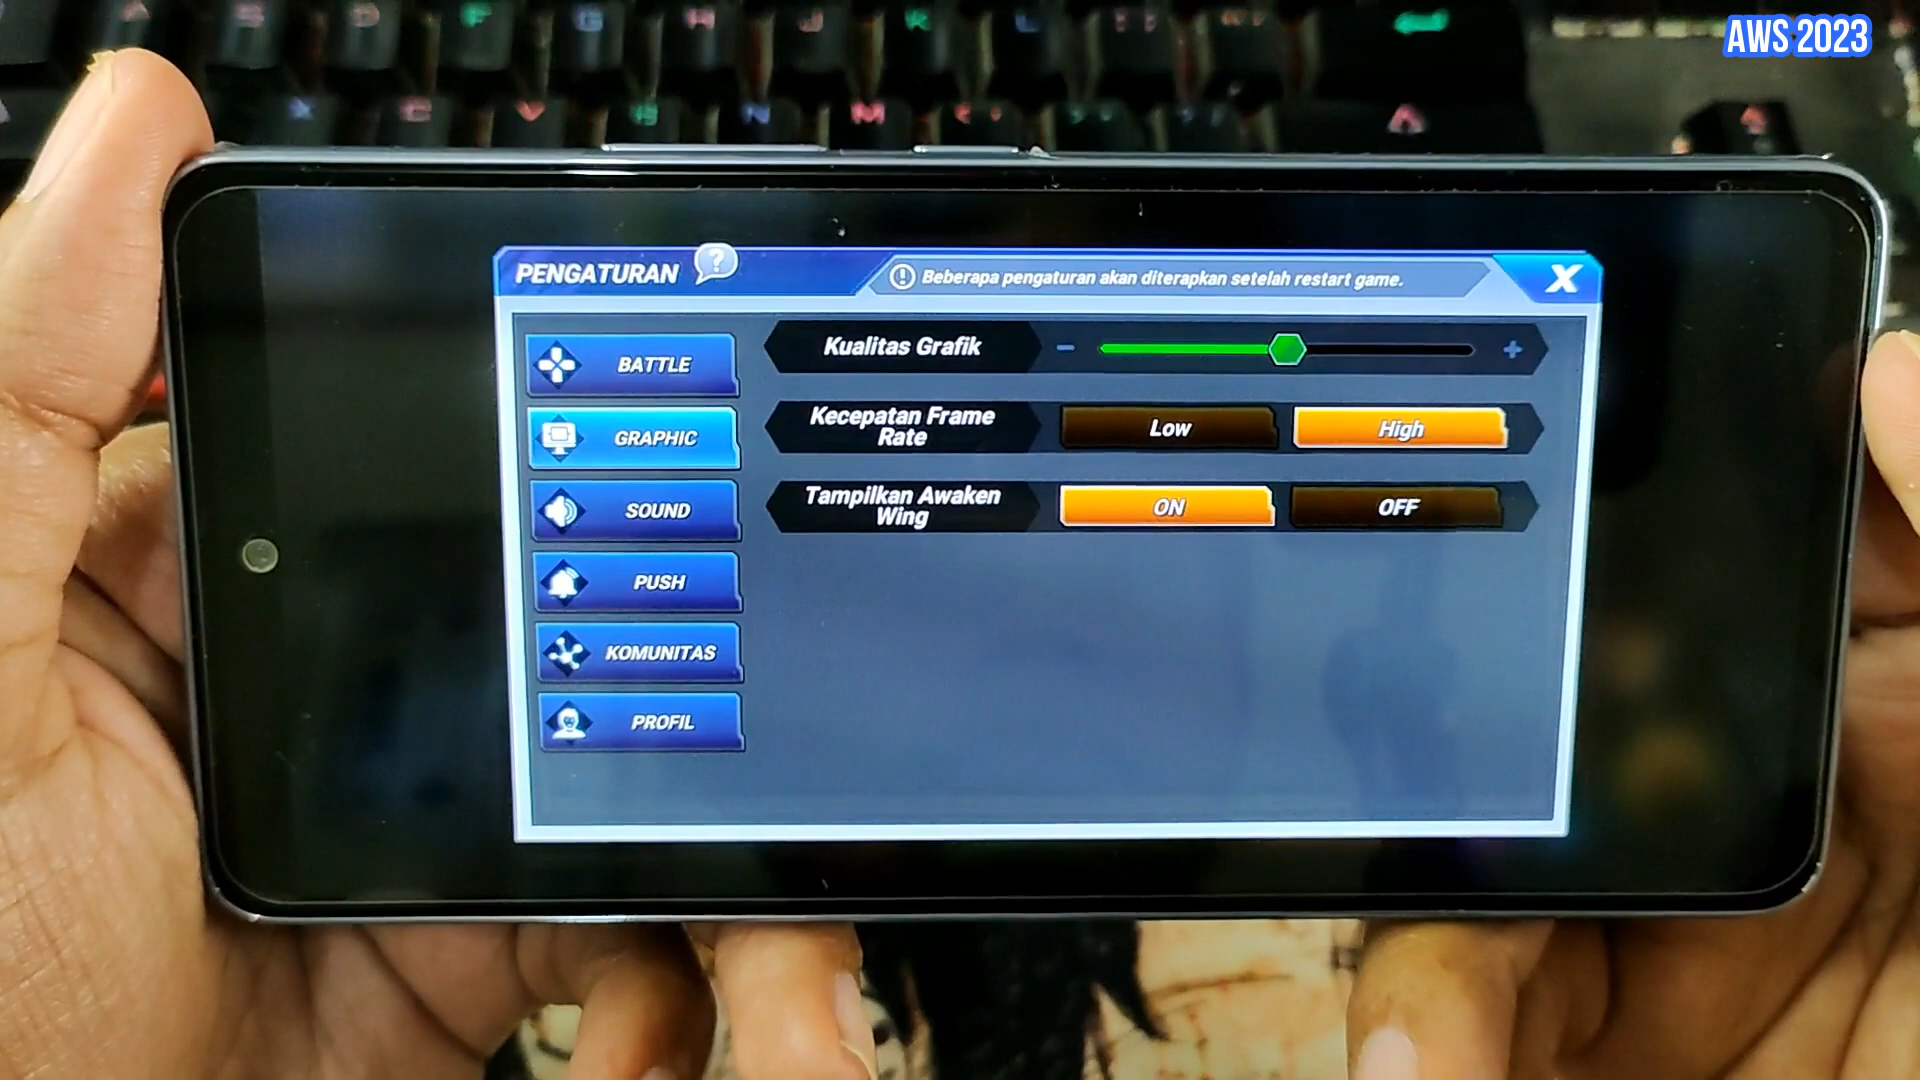 AWS 2023
A S D F G H J K L
X C V B N M
PENGATURAN ?
Beberapa pengaturan akan diterapkan setelah restart game.
X
BATTLE
GRAPHIC
SOUND
PUSH
KOMUNITAS
PROFIL
Kualitas Grafik - +
Kecepatan Frame
Rate
Low High
Tampilkan Awaken
Wing
ON OFF